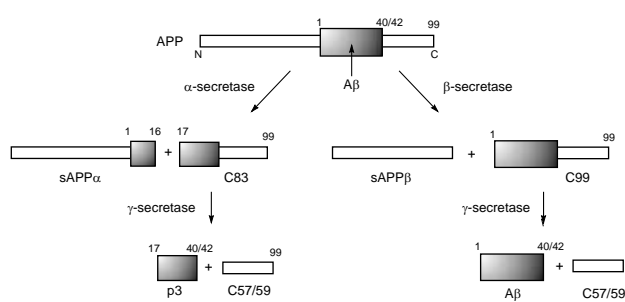 1 40/42 99
APP
N C
Aβ
α-secretase β-secretase
1 16 17 99
+
sAPPα C83
1 99
+
sAPPβ C99
γ-secretase γ-secretase
17 40/42 99
+
p3 C57/59
1 40/42
+
Aβ C57/59